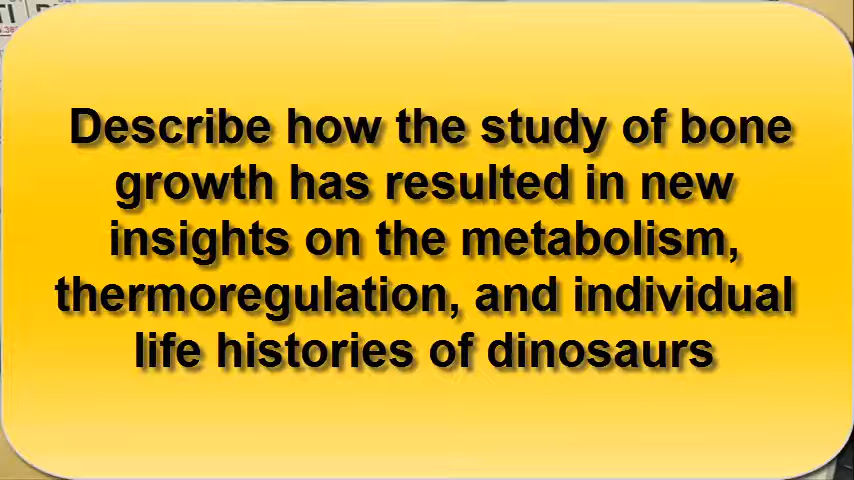 Describe how the study of bone
growth has resulted in new
insights on the metabolism,
thermoregulation, and individual
life histories of dinosaurs